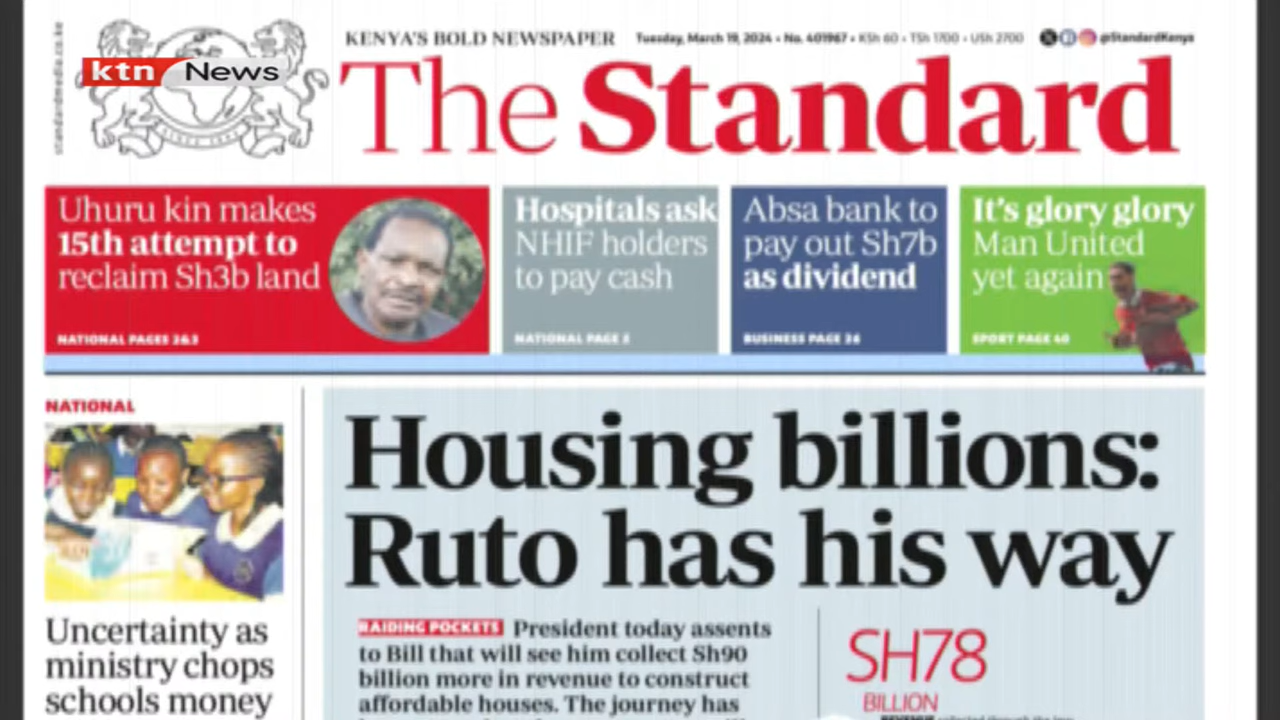 ktn News
standardmedia.co.ke
KENYA'S BOLD NEWSPAPER
Tuesday, March 19, 2024 • No. 401967 • KSh 60 • TSh 1700 • USh 2700
@StandardKenya
The Standard
Uhuru kin makes
15th attempt to
reclaim Sh3b land
NATIONAL PAGES 2&3
Hospitals ask
NHIF holders
to pay cash
NATIONAL PAGE
Absa bank to
pay out Sh7b
as dividend
BUSINESS PAGE
It's glory glory
Man United
yet again
SPORT PAGE 40
NATIONAL
Uncertainty as
ministry chops
schools money
Housing billions:
Ruto has his way
RAIDING POCKETS President today assents
to Bill that will see him collect Sh90
billion more in revenue to construct
affordable houses. The journey has
SH78
BILLION